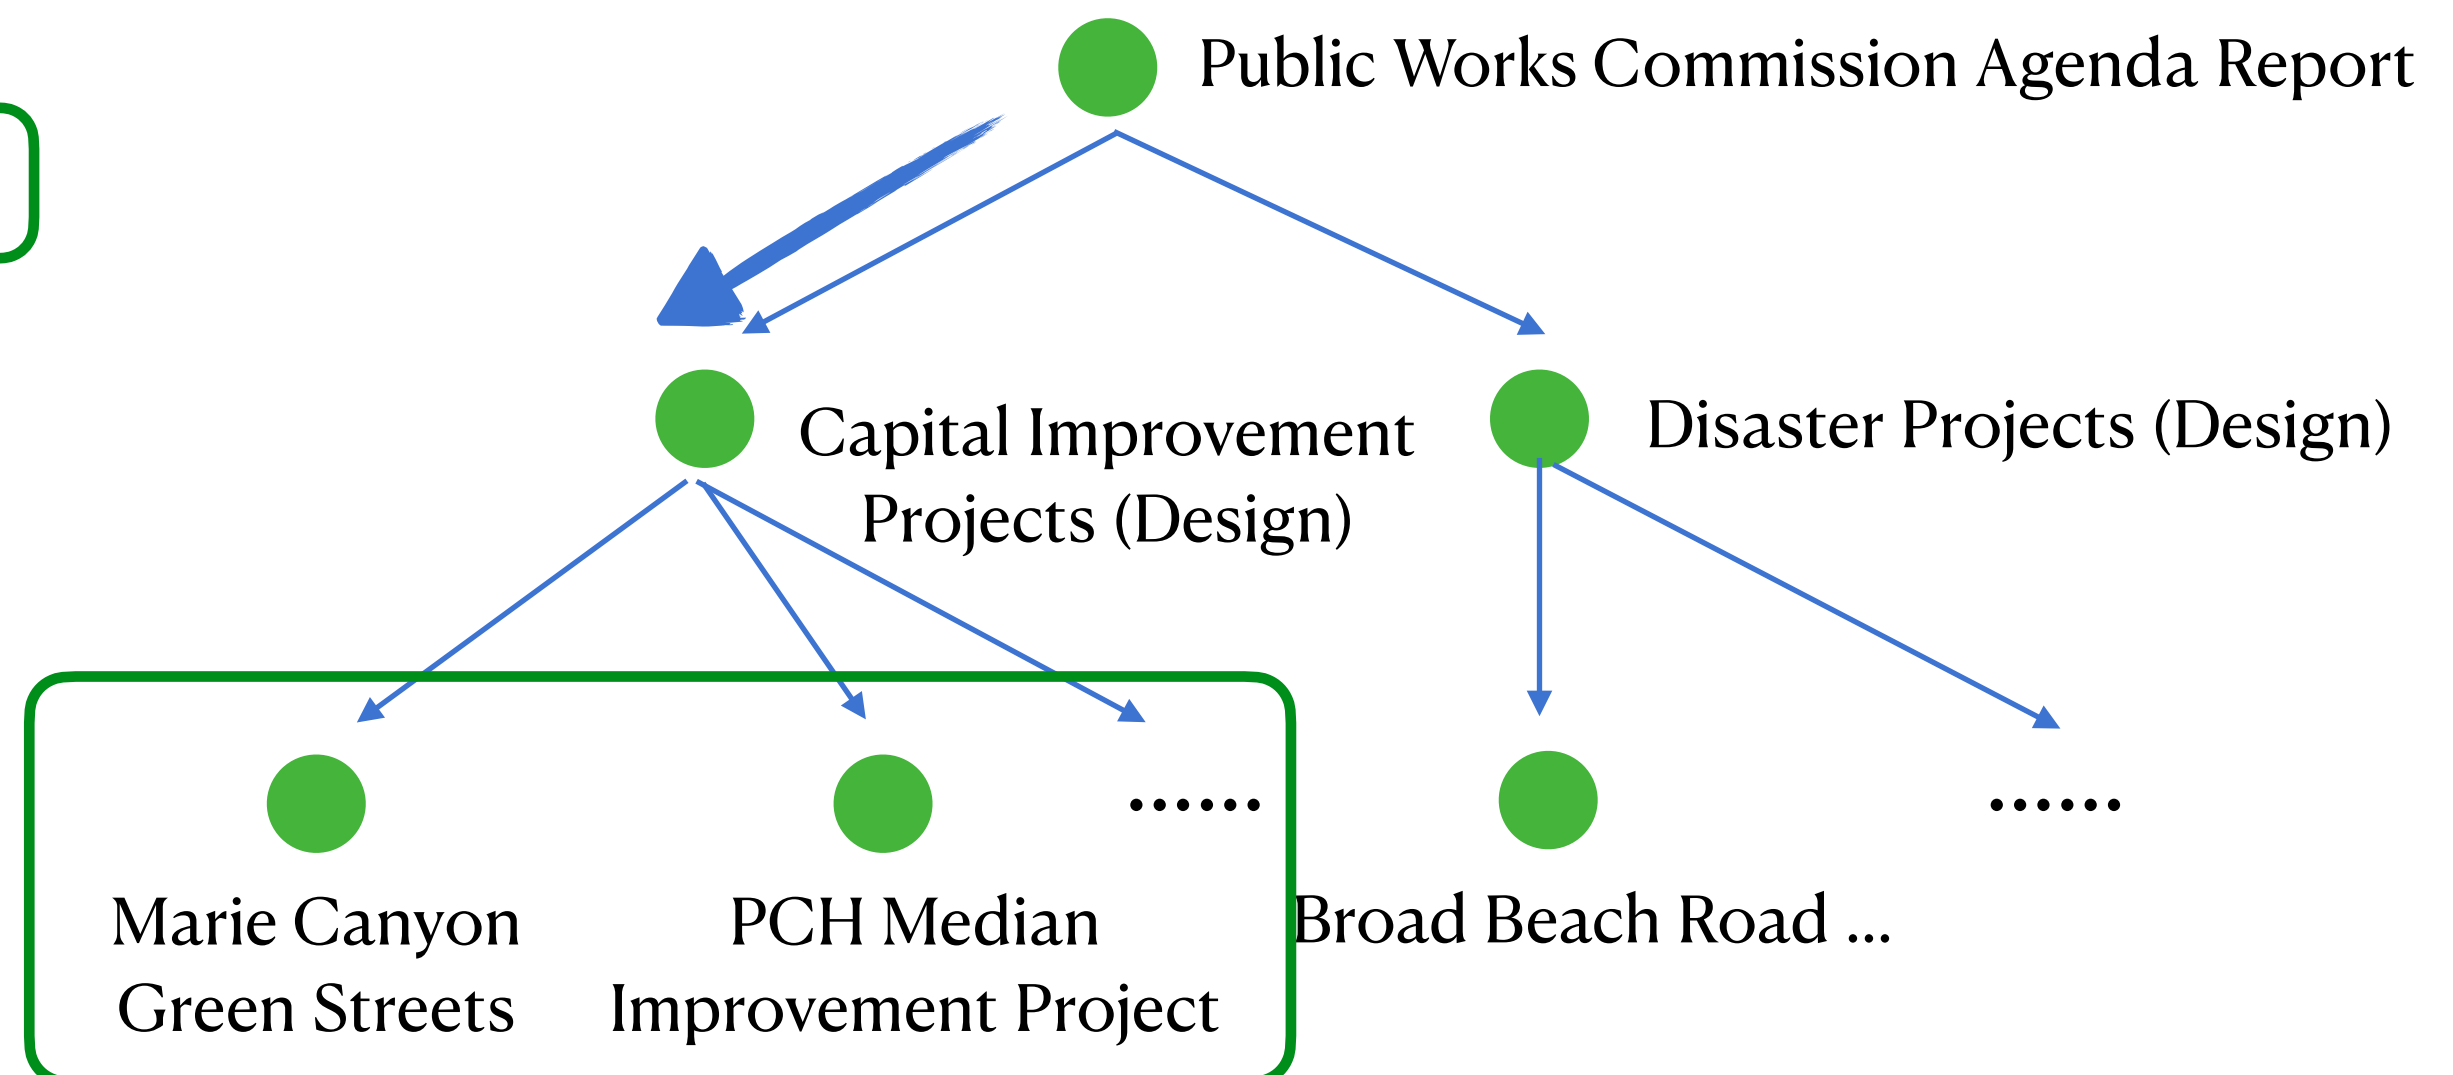 Public Works Commission Agenda Report
Capital Improvement
Projects (Design)
Disaster Projects (Design)
......
......
Marie Canyon
Green Streets
PCH Median
Improvement Project
Broad Beach Road ...